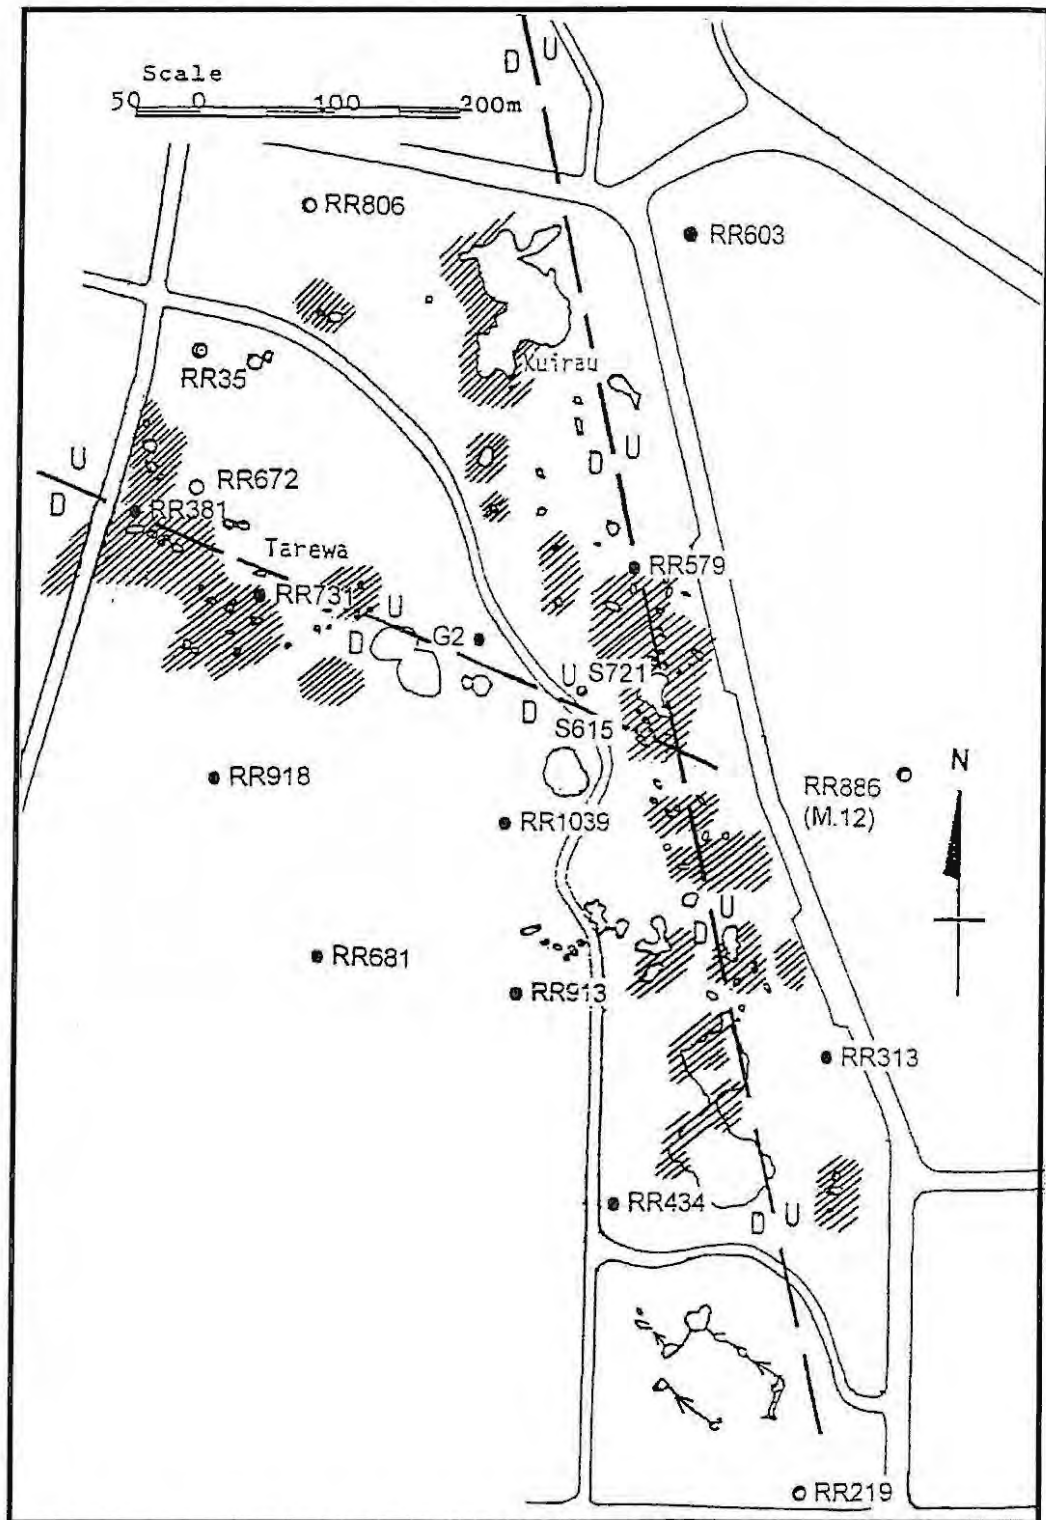 D U
Scale
50 0 100 200m
RR806
RR603
Kuirau
RR35
U
D
RR672
RR381
D U
Tarewa
RR579
RR731
U
D
G2
U
S721
D
S615
N
RR918
RR886
(M.12)
RR1039
U
D
RR681
RR913
RR313
RR434
D U
RR219